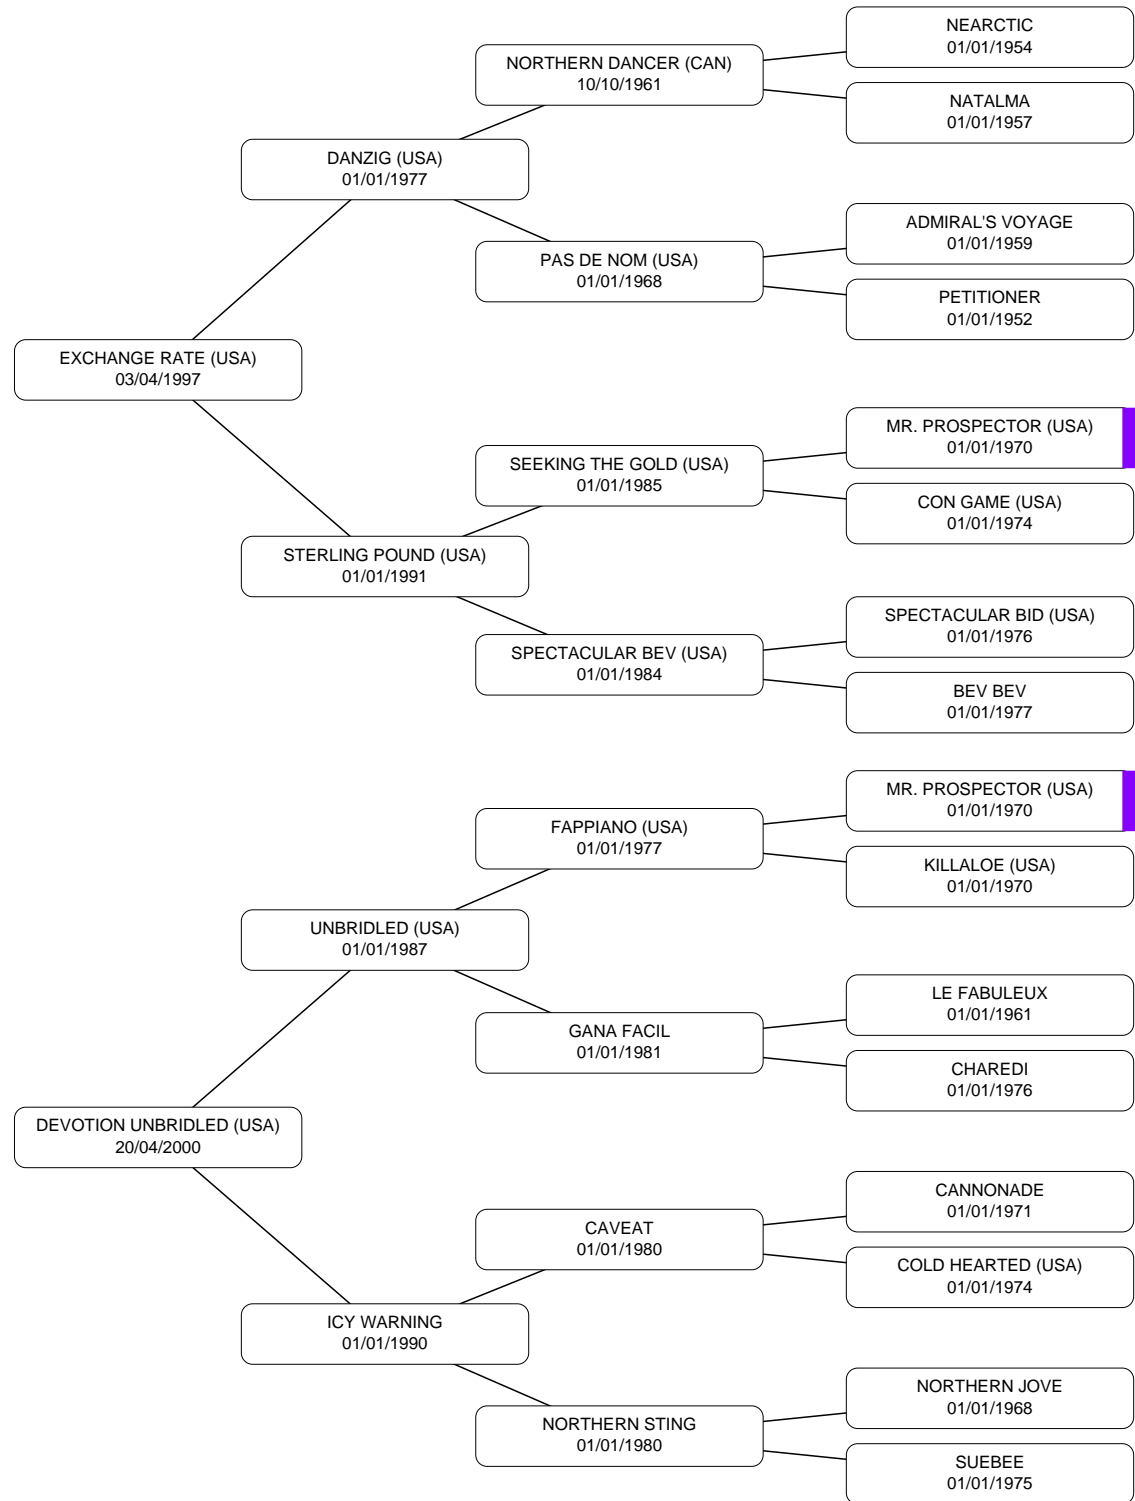 NEARCTIC
01/01/1954
NORTHERN DANCER (CAN)
10/10/1961
NATALMA
01/01/1957
DANZIG (USA)
01/01/1977
ADMIRAL'S VOYAGE
01/01/1959
PAS DE NOM (USA)
01/01/1968
PETITIONER
01/01/1952
EXCHANGE RATE (USA)
03/04/1997
MR. PROSPECTOR (USA)
01/01/1970
SEEKING THE GOLD (USA)
01/01/1985
CON GAME (USA)
01/01/1974
STERLING POUND (USA)
01/01/1991
SPECTACULAR BID (USA)
01/01/1976
SPECTACULAR BEV (USA)
01/01/1984
BEV BEV
01/01/1977
MR. PROSPECTOR (USA)
01/01/1970
FAPPIANO (USA)
01/01/1977
KILLALOE (USA)
01/01/1970
UNBRIDLED (USA)
01/01/1987
LE FABULEUX
01/01/1961
GANA FACIL
01/01/1981
CHAREDI
01/01/1976
DEVOTION UNBRIDLED (USA)
20/04/2000
CANNONADE
01/01/1971
CAVEAT
01/01/1980
COLD HEARTED (USA)
01/01/1974
ICY WARNING
01/01/1990
NORTHERN JOVE
01/01/1968
NORTHERN STING
01/01/1980
SUEBEE
01/01/1975